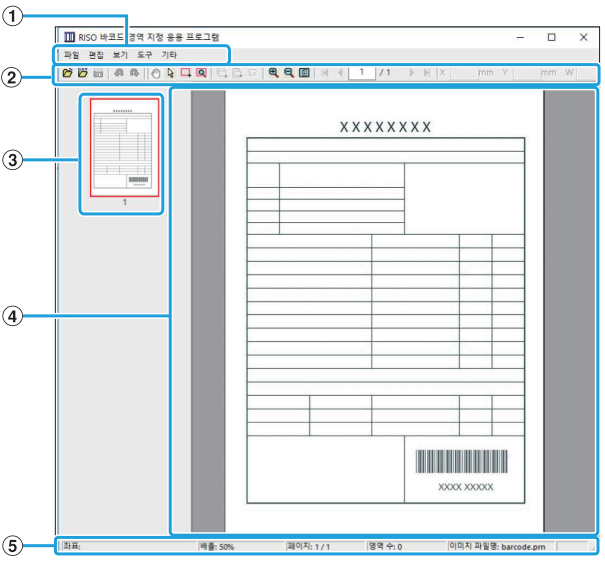 1
RISO 바코드 영역 지정 응용 프로그램
파일 편집 보기 도구 기타
2
1 / 1 X mm Y mm W
3
XXXXXXXX
1
4
XXXX XXXXX
5
좌표: 배율: 50% 페이지: 1 / 1 영역 수: 0 이미지 파일명: barcode.prn